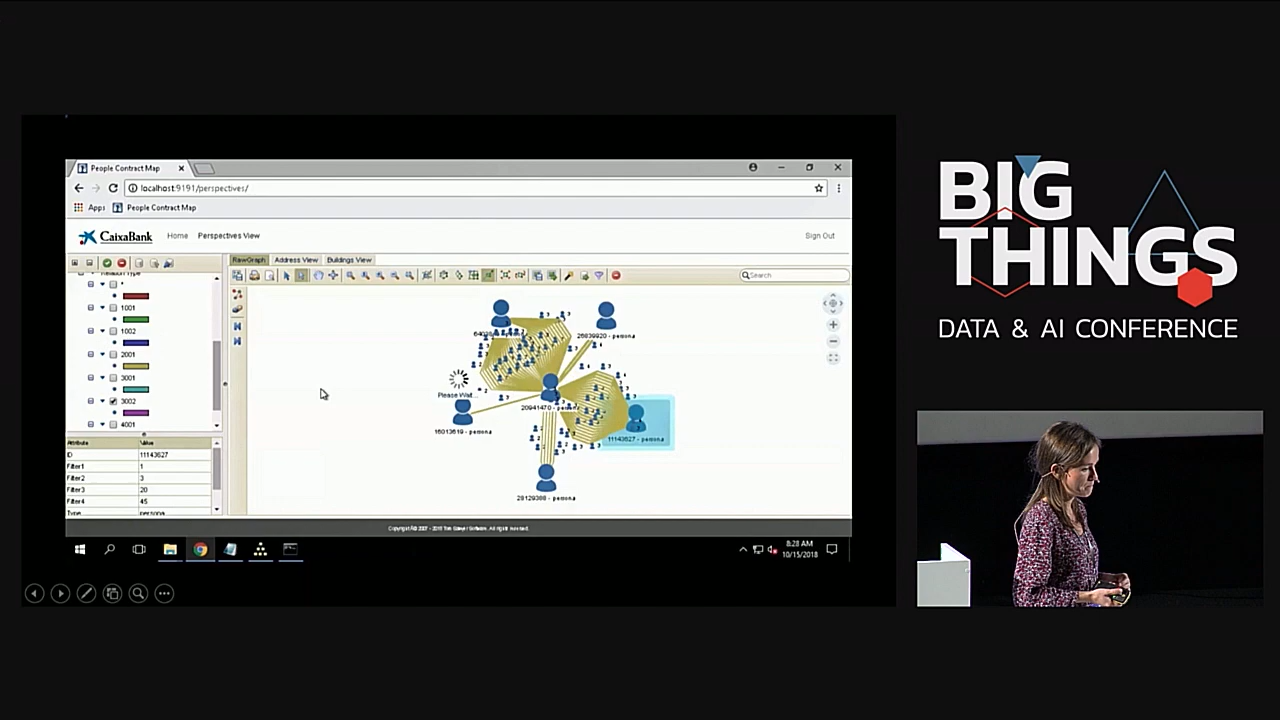 People Contract Map
localhost:9191/perspectives/
Apps People Contract Map
CaixaBank Home Perspectives View Sign Out
RawGraph Address View Buildings View
Search
Relation Type
*
1001
1002
2001
3001
3002
4001
Attribute Value
ID 11143627
Filter1 1
Filter2 3
Filter3 20
Filter4 45
Type persona
26839920 - persona
Please Wait...
20941470 - persona
16013619 - persona
11143627 - persona
28129388 - persona
8:28 AM
10/15/2018
BIG
THINGS
DATA & AI CONFERENCE